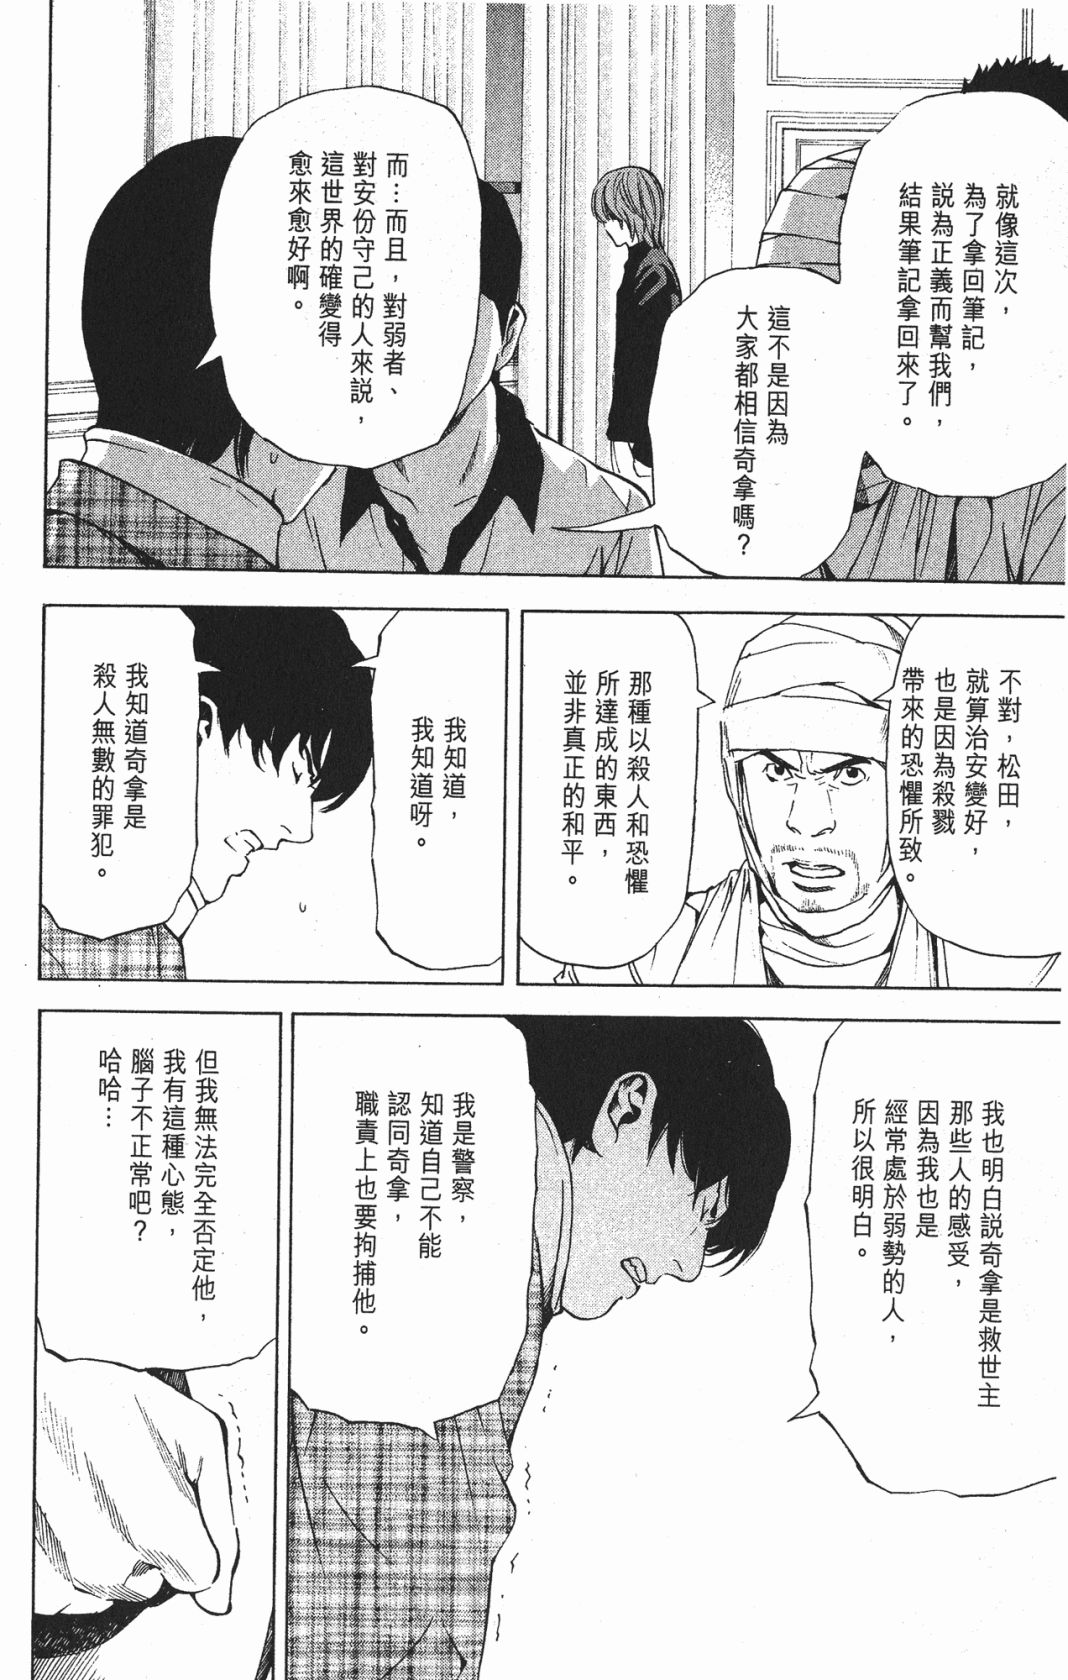 就像這次，
為了拿回筆記，
說為正義而幫我們，
結果筆記拿回來了。
這不是因為
大家都相信奇拿嗎？
而…而且，對弱者、
對安份守己的人來說，
這世界的確變得
愈來愈好啊。
不對，松田，
就算治安變好，
也是因為殺戮
帶來的恐懼所致。
那種以殺人和恐懼
所達成的東西，
並非真正的和平。
我知道，
我知道呀。
我知道奇拿是
殺人無數的罪犯。
我也明白說奇拿是救世主
那些人的感受，
因為我也是
經常處於弱勢的人，
所以很明白。
我是警察，
知道自己不能
認同奇拿，
職責上也要拘捕他。
但我無法完全否定他，
我有這種心態，
腦子不正常吧？
哈哈…